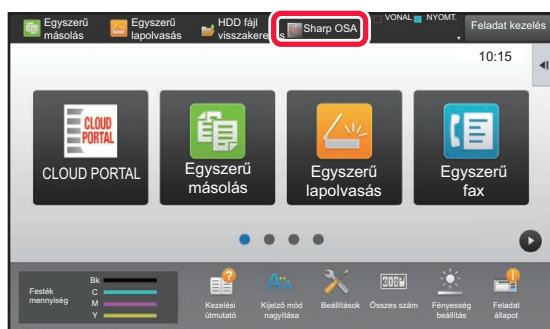 Egyszerű másolás
Egyszerű lapolvasás
HDD fájl visszakeres s
Sharp OSA
VONAL NYOMT.
Feladat kezelés
10:15
CLOUD PORTAL
CLOUD PORTAL
Egyszerű másolás
Egyszerű lapolvasás
Egyszerű fax
Festék mennyiség
Bk
C
M
Y
Kezelési útmutató
Kijelző mód nagyítása
Beállítások
Összes szám
Fényesség beállítás
Feladat állapot